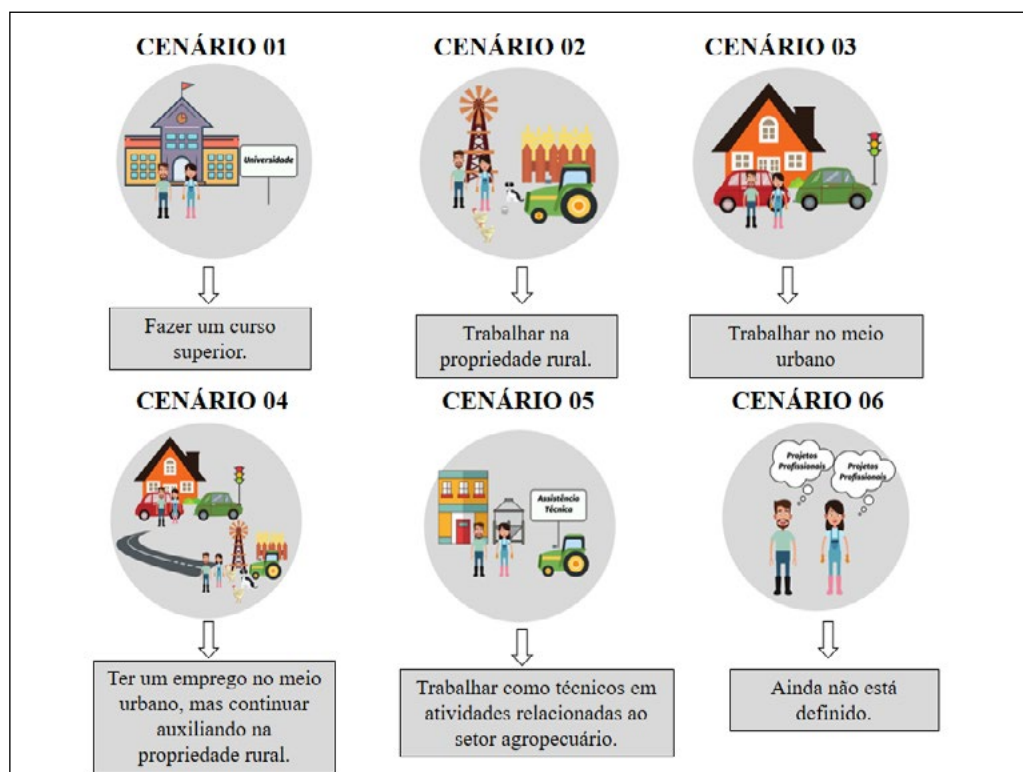 CENÁRIO 01
CENÁRIO 02
CENÁRIO 03
Universidade
Fazer um curso
superior.
Trabalhar na
propriedade rural.
Trabalhar no meio
urbano
CENÁRIO 04
CENÁRIO 05
CENÁRIO 06
Assistência
Técnica
Projetos
Profissionais
Projetos
Profissionais
Ter um emprego no meio
urbano, mas continuar
auxiliando na
propriedade rural.
Trabalhar como técnicos em
atividades relacionadas ao
setor agropecuário.
Ainda não está
definido.